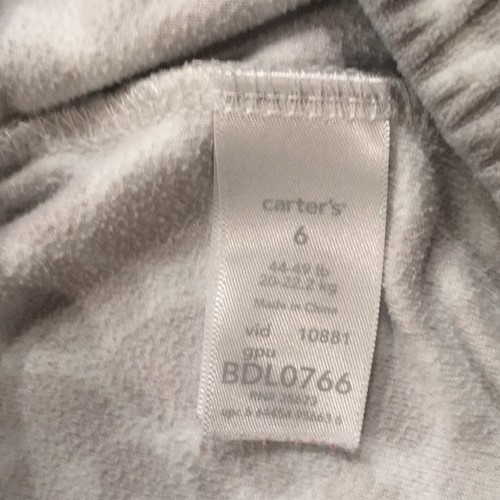 carter's
6
44-49 lb
20-22.2 kg
Made in China
vid 10881
gpu
BDL0766